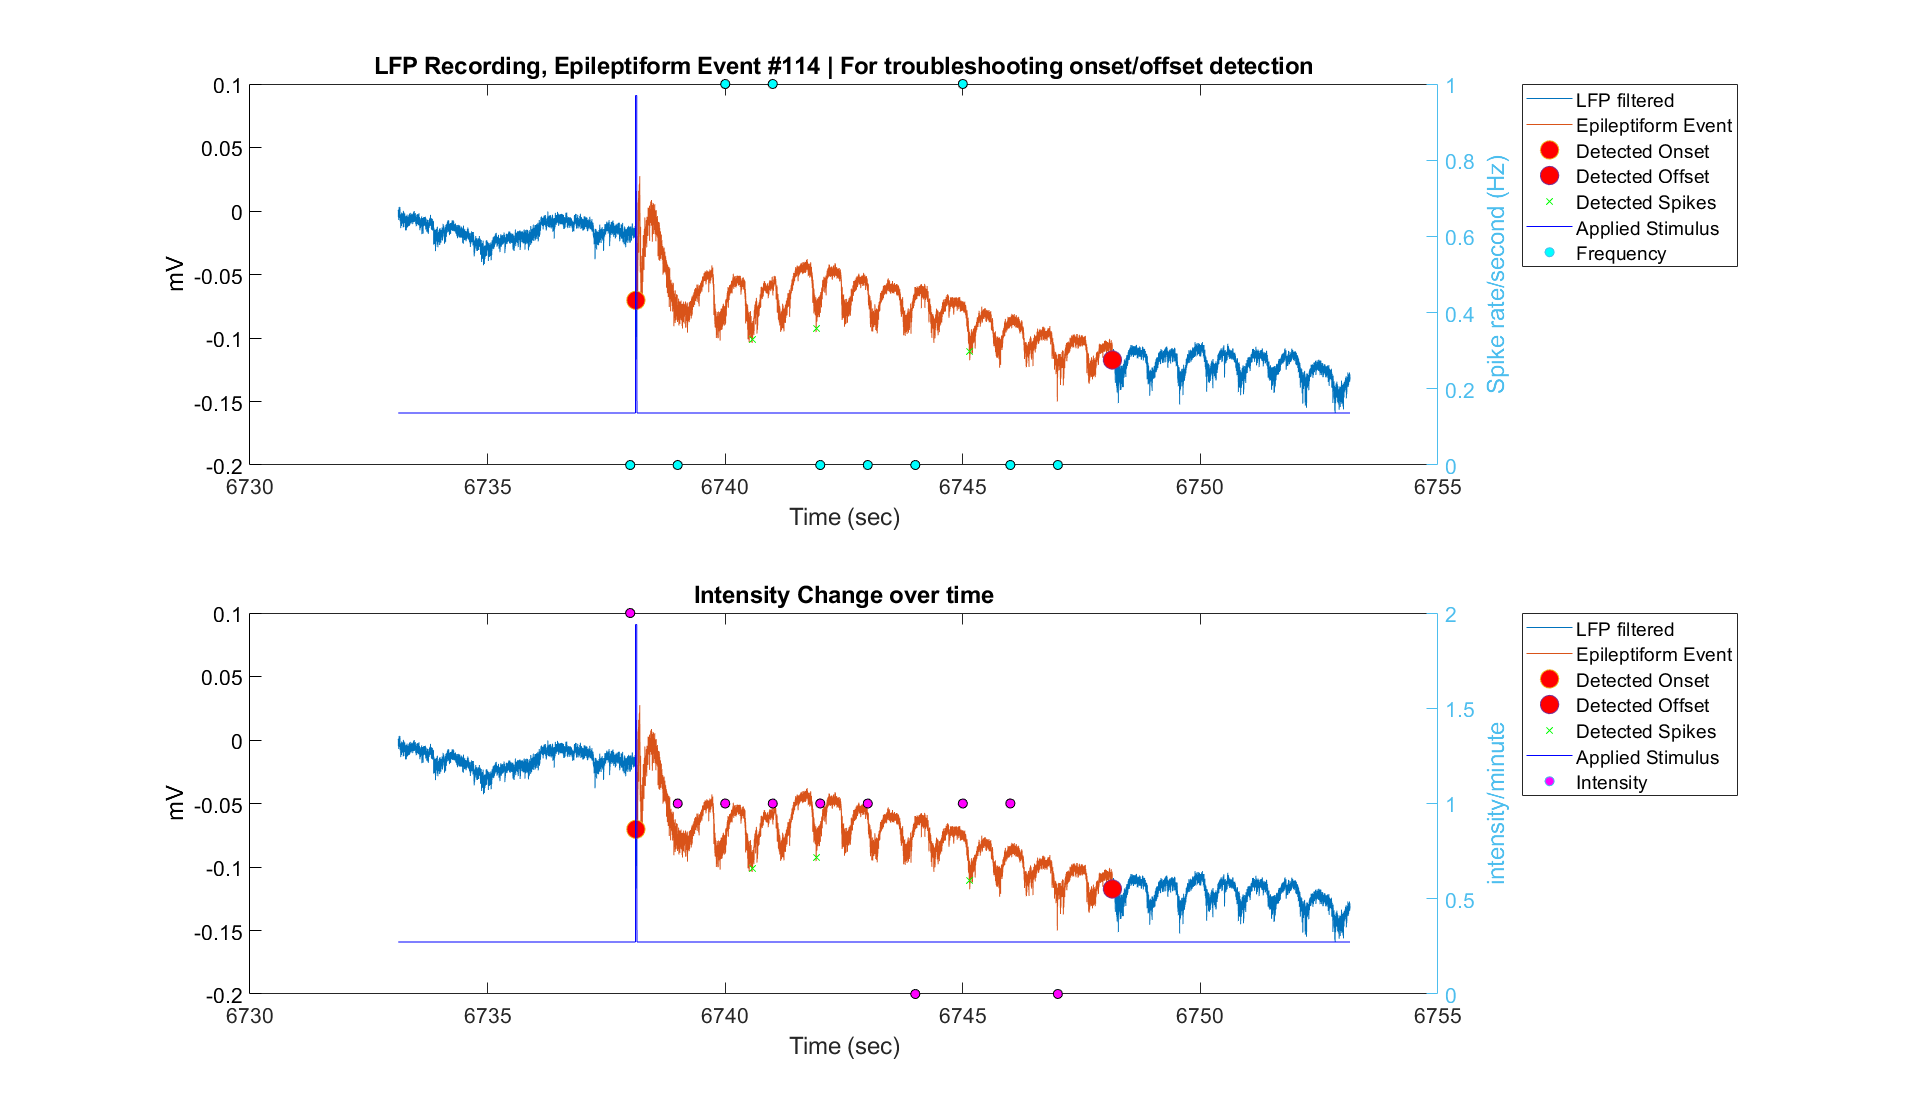 LFP Recording, Epileptiform Event #114 | For troubleshooting onset/offset detection
0.1
0.05
0
-0.05
-0.1
-0.15
-0.2
mV
1
0.8
0.6
0.4
0.2
0
Spike rate/second (Hz)
6730 6735 6740 6745 6750 6755
Time (sec)
LFP filtered
Epileptiform Event
Detected Onset
Detected Offset
Detected Spikes
Applied Stimulus
Frequency
Intensity Change over time
0.1
0.05
0
-0.05
-0.1
-0.15
-0.2
mV
2
1.5
1
0.5
0
intensity/minute
6730 6735 6740 6745 6750 6755
Time (sec)
LFP filtered
Epileptiform Event
Detected Onset
Detected Offset
Detected Spikes
Applied Stimulus
Intensity